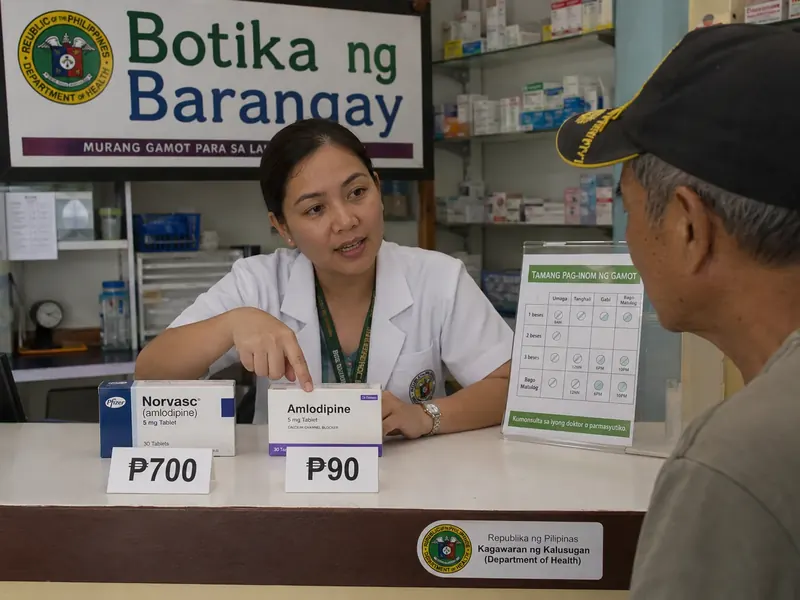 REUBLIC OF THE PHILIPPINES
DEPARTMENT OF HEALTH
Botika ng
Barangay
MURANG GAMOT PARA SA
TAMANG PAG-INOM NG GAMOT
Umaga Tanghali Gabi Bago Matulog
1 beses
2 beses
3 beses
Bago Matulog
Kumonsulta sa iyong doktor o parmasyutiko
Pfizer
Norvasc®
(amlodipine)
5 mg Tablet
30 Tablets
Amlodipine
5 mg Tablet
CALCIUM CHANNEL BLOCKER
₱700
₱90
Republika ng Pilipinas
Kagawaran ng Kalusugan
(Department of Health)